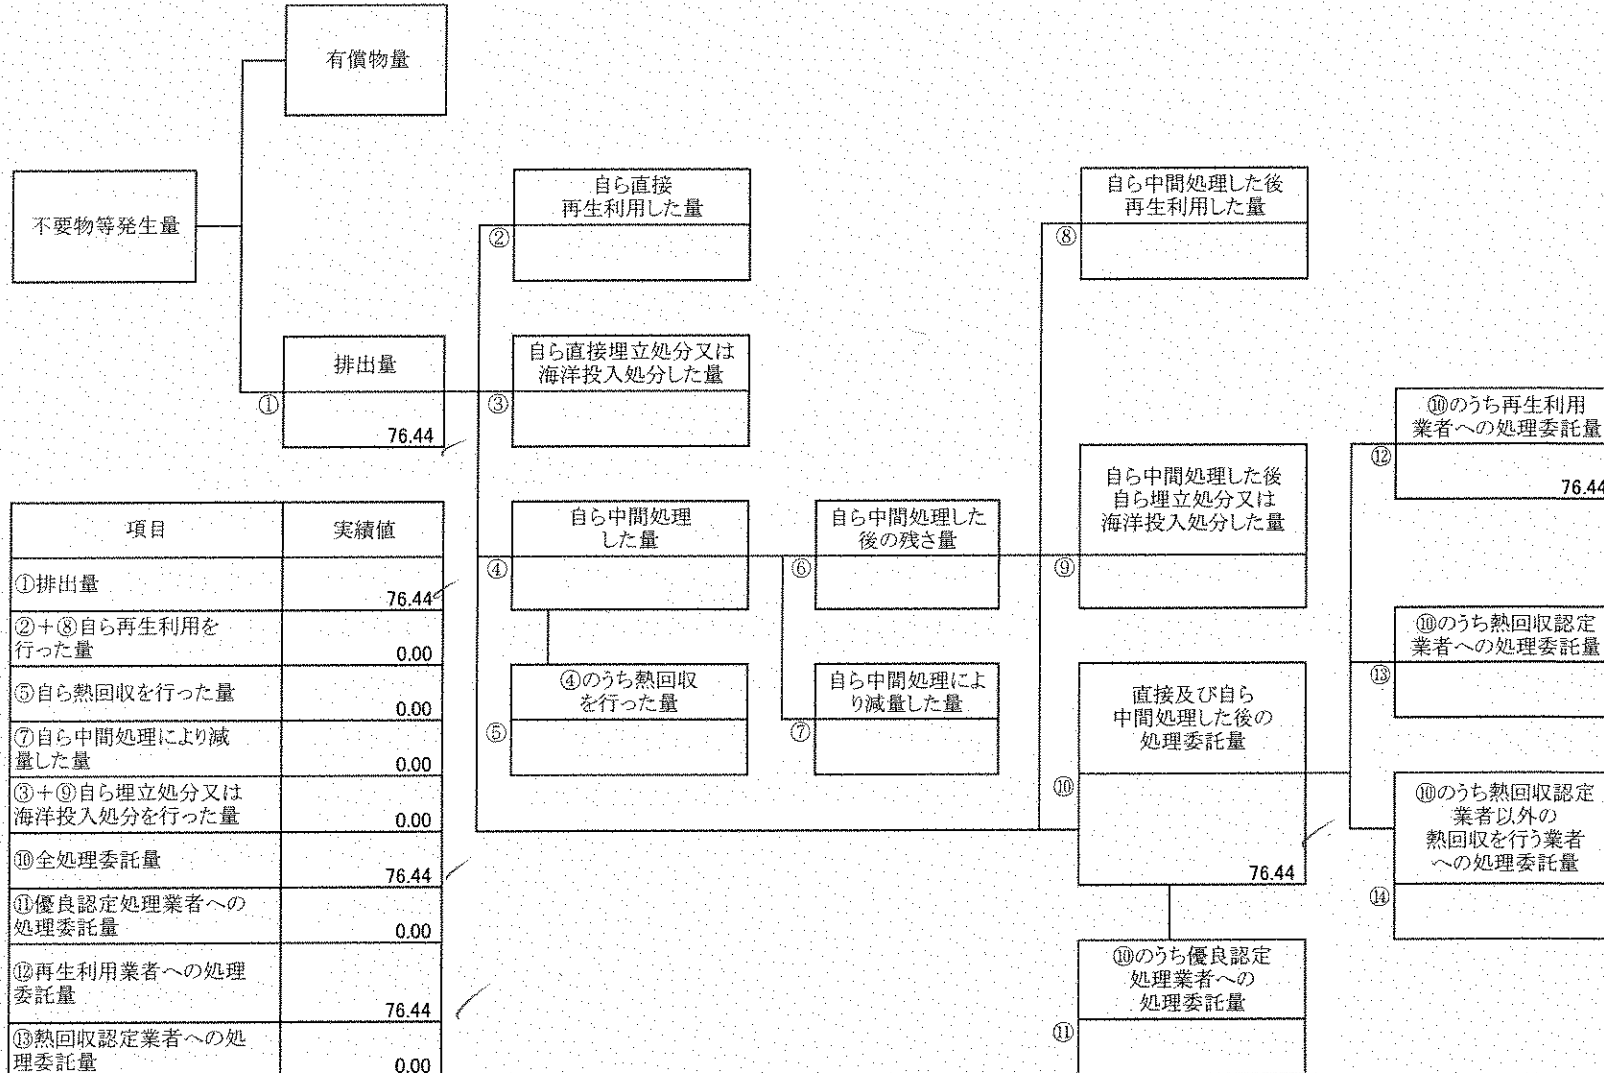 有償物量
不要物等発生量
自ら直接
再生利用した量
②
自ら中間処理した後
再生利用した量
⑧
排出量
①
76.44
自ら直接埋立処分又は
海洋投入処分した量
③
⑩のうち再生利用
業者への処理委託量
⑫
76.44
自ら中間処理
した量
④
自ら中間処理した
後の残さ量
⑥
自ら中間処理した後
自ら埋立処分又は
海洋投入処分した量
⑨
④のうち熱回収
を行った量
⑤
自ら中間処理によ
り減量した量
⑦
直接及び自ら
中間処理した後の
処理委託量
⑩
76.44
⑩のうち熱回収認定
業者への処理委託量
⑬
⑩のうち熱回収認定
業者以外の
熱回収を行う業者
への処理委託量
⑭
⑩のうち優良認定
処理業者への
処理委託量
⑪
項目 実績値
①排出量 76.44
②+⑧自ら再生利用を
行った量 0.00
⑤自ら熱回収を行った量 0.00
⑦自ら中間処理により減
量した量 0.00
③+⑨自ら埋立処分又は
海洋投入処分を行った量 0.00
⑩全処理委託量 76.44
⑪優良認定処理業者への
処理委託量 0.00
⑫再生利用業者への処理
委託量 76.44
⑬熱回収認定業者への処
理委託量 0.00